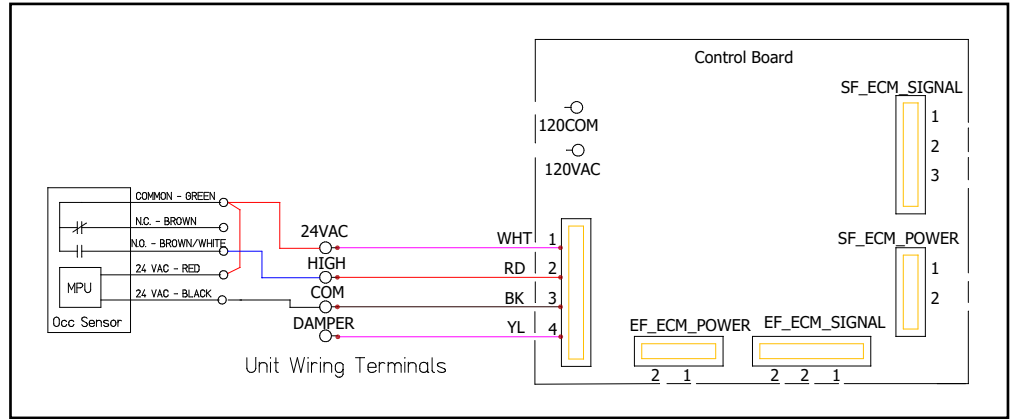 Control Board
SF_ECM_SIGNAL
1
2
3
120COM
120VAC
COMMON - GREEN
N.C. - BROWN
N.O. - BROWN/WHITE
24 VAC - RED
24 VAC - BLACK
MPU
Occ Sensor
24VAC
HIGH
COM
DAMPER
Unit Wiring Terminals
WHT 1
RD 2
BK 3
YL 4
SF_ECM_POWER
1
2
EF_ECM_POWER
2 1
EF_ECM_SIGNAL
2 2 1